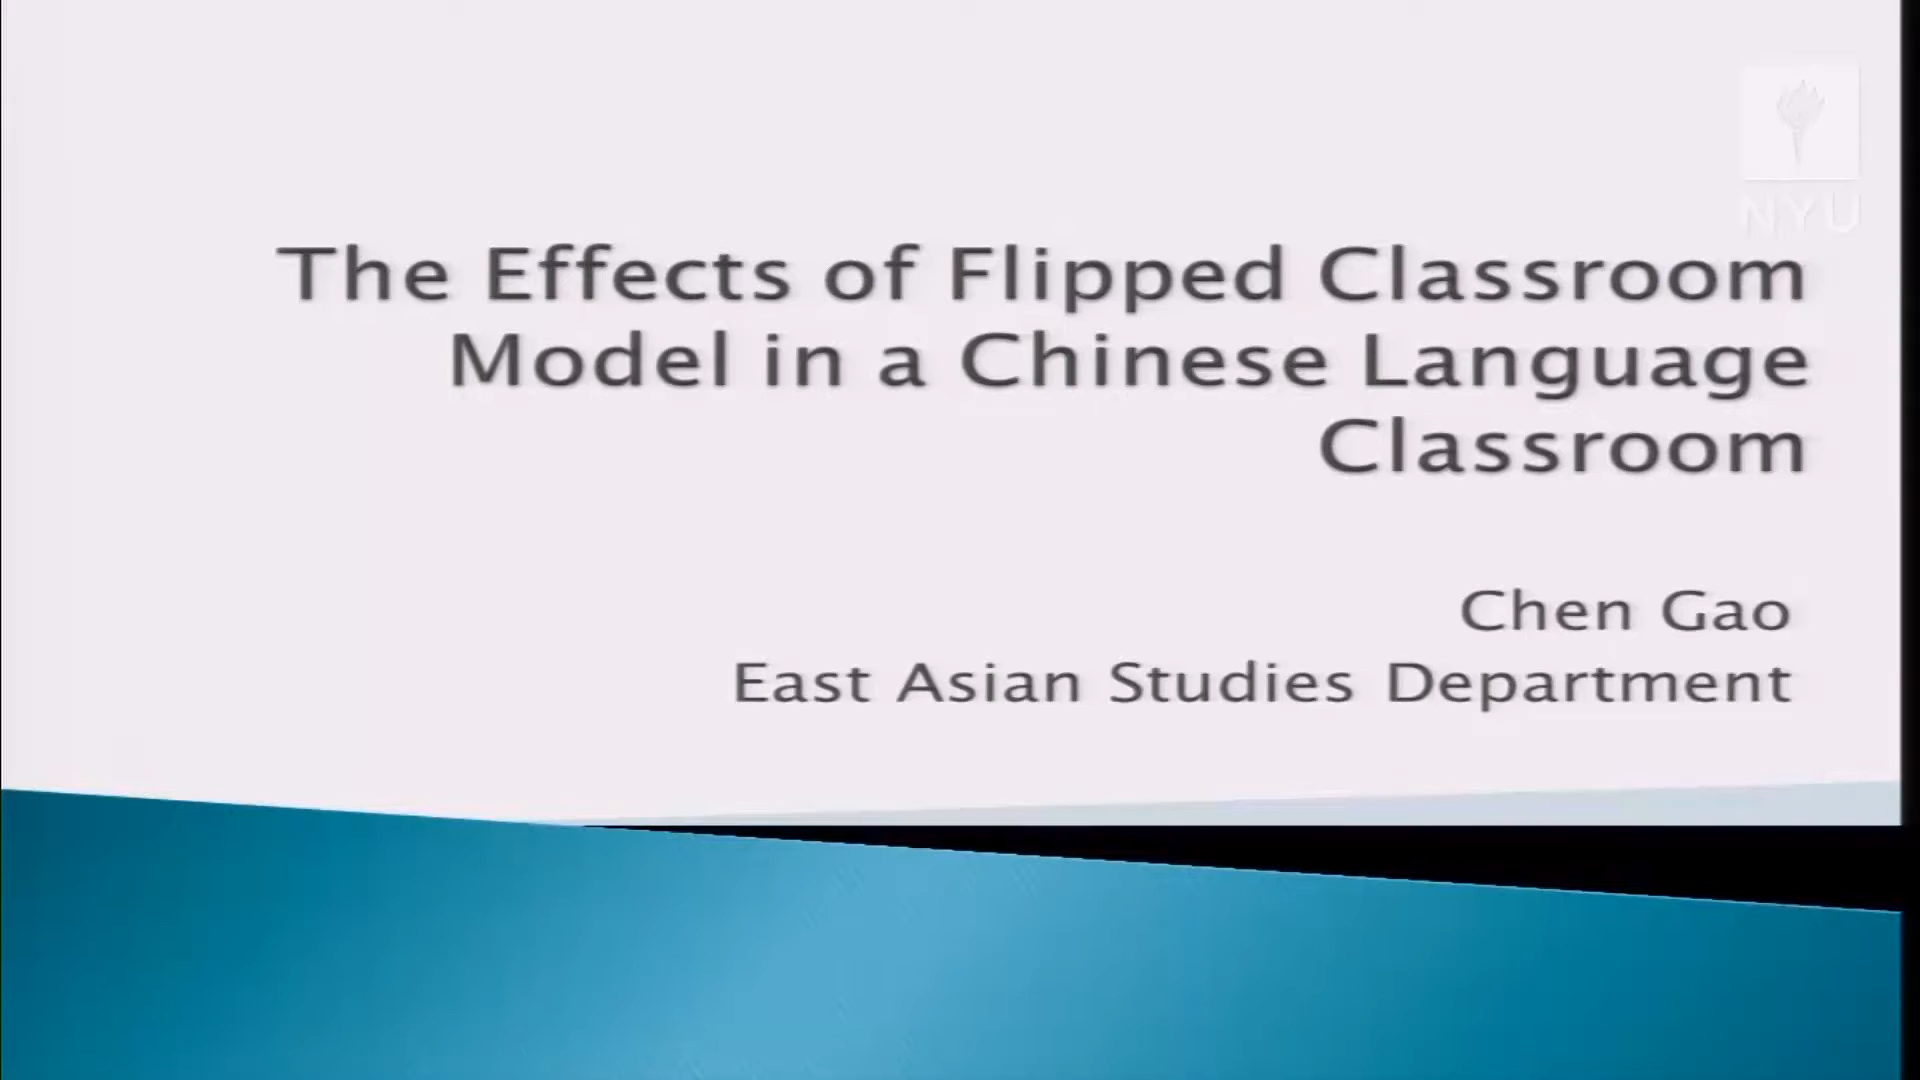 NYU
The Effects of Flipped Classroom
Model in a Chinese Language
Classroom
Chen Gao
East Asian Studies Department